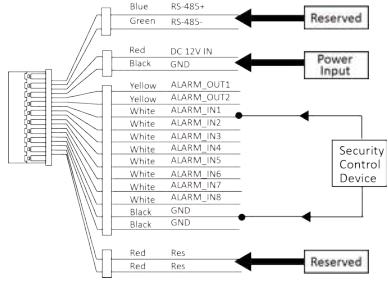 Blue RS-485+
Green RS-485-
Reserved
Red DC 12V IN
Black GND
Power
Input
Yellow ALARM_OUT1
Yellow ALARM_OUT2
White ALARM_IN1
White ALARM_IN2
White ALARM_IN3
White ALARM_IN4
White ALARM_IN5
White ALARM_IN6
White ALARM_IN7
White ALARM_IN8
Black GND
Black GND
Security
Control
Device
Red Res
Red Res
Reserved